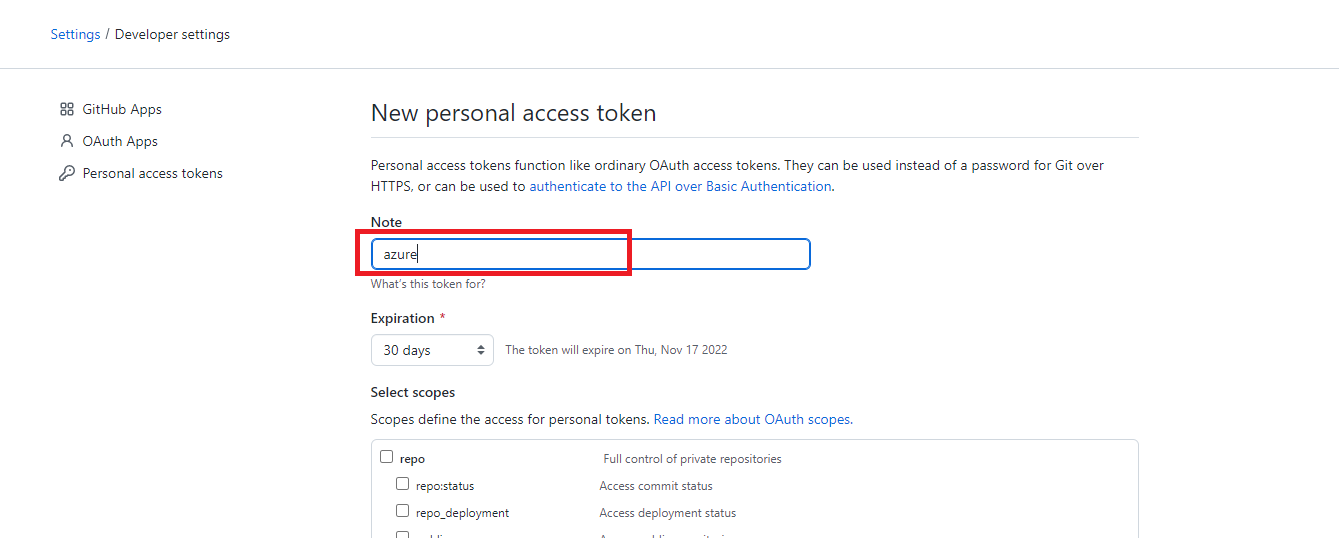 Settings / Developer settings
GitHub Apps
OAuth Apps
Personal access tokens
New personal access token
Personal access tokens function like ordinary OAuth access tokens. They can be used instead of a password for Git over
HTTPS, or can be used to authenticate to the API over Basic Authentication.
Note
azure
What's this token for?
Expiration *
30 days The token will expire on Thu, Nov 17 2022
Select scopes
Scopes define the access for personal tokens. Read more about OAuth scopes.
repo Full control of private repositories
repo:status Access commit status
repo_deployment Access deployment status